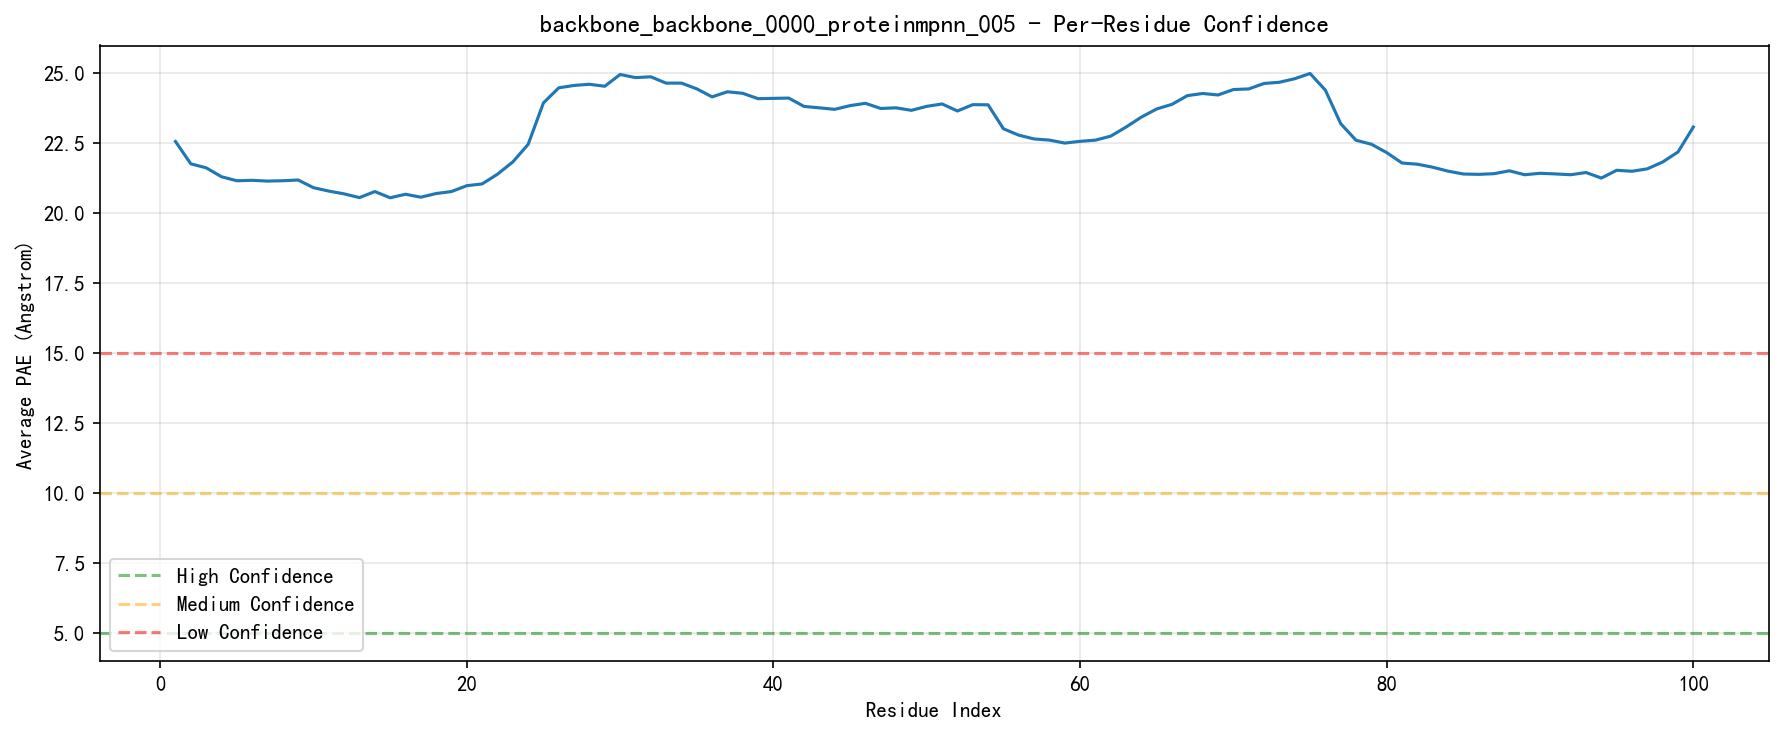 backbone_backbone_0000_proteinmpnn_005 - Per-Residue Confidence
Average PAE (Angstrom)
25.0
22.5
20.0
17.5
15.0
12.5
10.0
7.5
5.0
High Confidence
Medium Confidence
Low Confidence
0 20 40 60 80 100
Residue Index